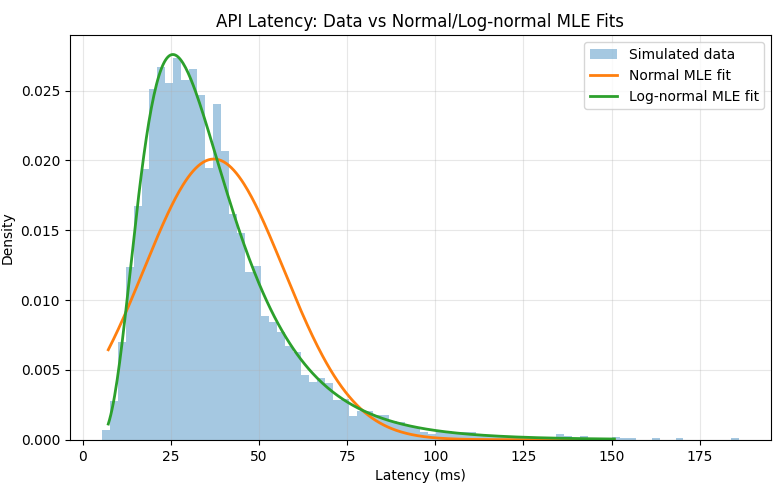 API Latency: Data vs Normal/Log-normal MLE Fits
Simulated data
Normal MLE fit
Log-normal MLE fit
Density
0.025
0.020
0.015
0.010
0.005
0.000
0 25 50 75 100 125 150 175
Latency (ms)